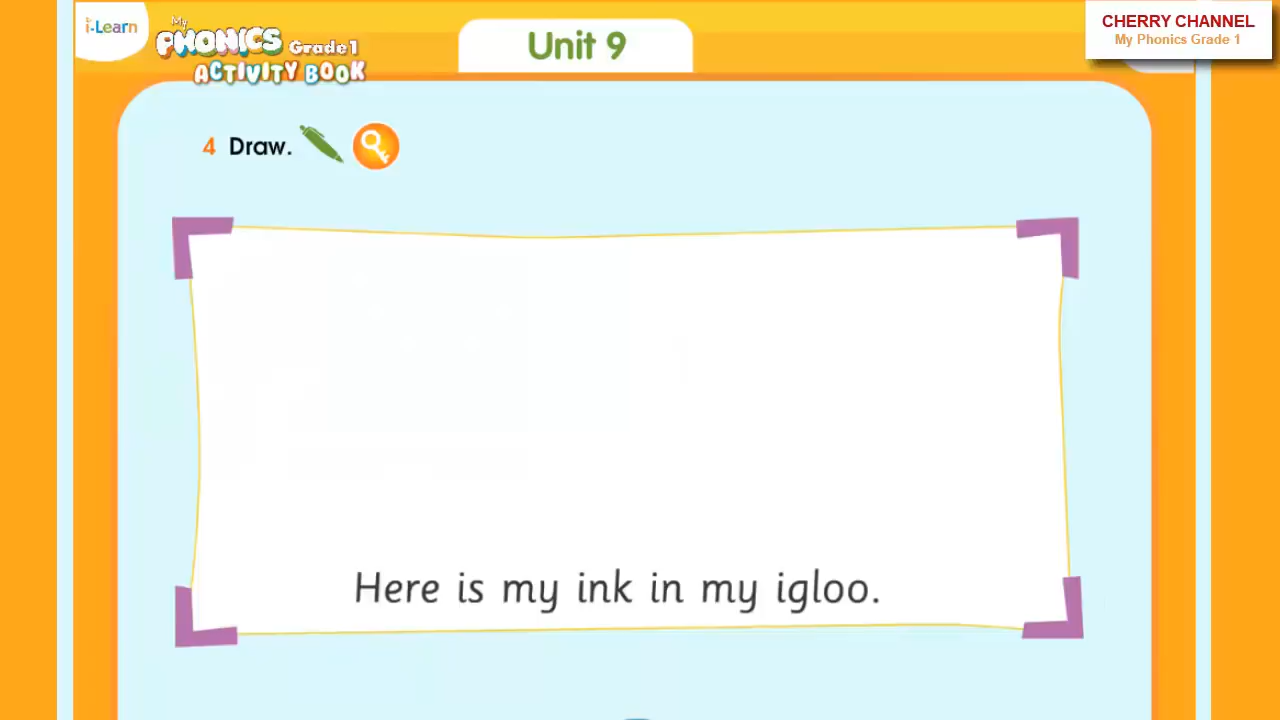 i-Learn
My
PHONICS Grade 1
ACTIVITY BOOK
Unit 9
CHERRY CHANNEL
My Phonics Grade 1
4 Draw.
Here is my ink in my igloo.